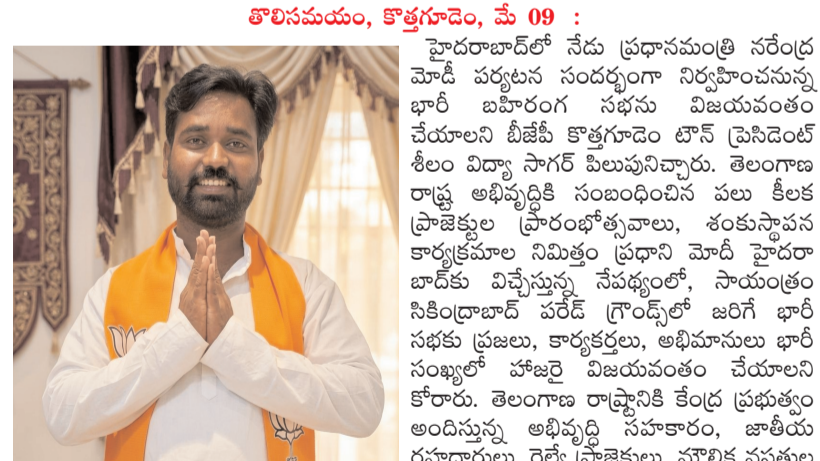 తొలిసమయం, కొత్తగూడెం, మే 09 :
హైదరాబాద్‌లో నేడు ప్రధానమంత్రి నరేంద్ర
మోడీ పర్యటన సందర్భంగా నిర్వహించనున్న
భారీ బహిరంగ సభను విజయవంతం
చేయాలని బీజేపీ కొత్తగూడెం టౌన్ ప్రెసిడెంట్
శీలం విద్యా సాగర్ పిలుపునిచ్చారు. తెలంగాణ
రాష్ట్ర అభివృద్ధికి సంబంధించిన పలు కీలక
ప్రాజెక్టుల ప్రారంభోత్సవాలు, శంకుస్థాపన
కార్యక్రమాల నిమిత్తం ప్రధాని మోదీ హైదరా
బాద్‌కు విచ్చేస్తున్న నేపథ్యంలో, సాయంత్రం
సికింద్రాబాద్ పరేడ్ గ్రౌండ్స్‌లో జరిగే భారీ
సభకు ప్రజలు, కార్యకర్తలు, అభిమానులు భారీ
సంఖ్యలో హాజరై విజయవంతం చేయాలని
కోరారు. తెలంగాణ రాష్ట్రానికి కేంద్ర ప్రభుత్వం
అందిస్తున్న అభివృద్ధి సహకారం, జాతీయ
రహదారులు, రైల్వే ప్రాజెక్టులు, మౌలిక వసతుల